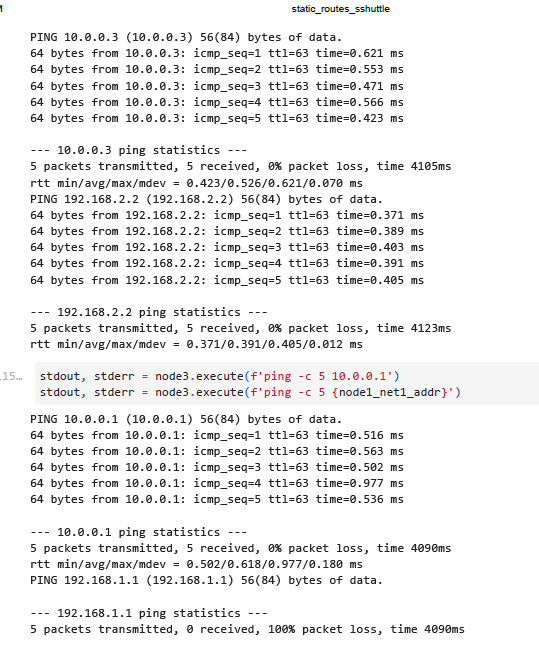 static_routes_sshuttle
PING 10.0.0.3 (10.0.0.3) 56(84) bytes of data.
64 bytes from 10.0.0.3: icmp_seq=1 ttl=63 time=0.621 ms
64 bytes from 10.0.0.3: icmp_seq=2 ttl=63 time=0.553 ms
64 bytes from 10.0.0.3: icmp_seq=3 ttl=63 time=0.471 ms
64 bytes from 10.0.0.3: icmp_seq=4 ttl=63 time=0.566 ms
64 bytes from 10.0.0.3: icmp_seq=5 ttl=63 time=0.423 ms
--- 10.0.0.3 ping statistics ---
5 packets transmitted, 5 received, 0% packet loss, time 4105ms
rtt min/avg/max/mdev = 0.423/0.526/0.621/0.070 ms
PING 192.168.2.2 (192.168.2.2) 56(84) bytes of data.
64 bytes from 192.168.2.2: icmp_seq=1 ttl=63 time=0.371 ms
64 bytes from 192.168.2.2: icmp_seq=2 ttl=63 time=0.389 ms
64 bytes from 192.168.2.2: icmp_seq=3 ttl=63 time=0.403 ms
64 bytes from 192.168.2.2: icmp_seq=4 ttl=63 time=0.391 ms
64 bytes from 192.168.2.2: icmp_seq=5 ttl=63 time=0.405 ms
--- 192.168.2.2 ping statistics ---
5 packets transmitted, 5 received, 0% packet loss, time 4123ms
rtt min/avg/max/mdev = 0.371/0.391/0.405/0.012 ms
15… stdout, stderr = node3.execute(f'ping -c 5 10.0.0.1')
stdout, stderr = node3.execute(f'ping -c 5 {node1_net1_addr}')
PING 10.0.0.1 (10.0.0.1) 56(84) bytes of data.
64 bytes from 10.0.0.1: icmp_seq=1 ttl=63 time=0.516 ms
64 bytes from 10.0.0.1: icmp_seq=2 ttl=63 time=0.563 ms
64 bytes from 10.0.0.1: icmp_seq=3 ttl=63 time=0.502 ms
64 bytes from 10.0.0.1: icmp_seq=4 ttl=63 time=0.977 ms
64 bytes from 10.0.0.1: icmp_seq=5 ttl=63 time=0.536 ms
--- 10.0.0.1 ping statistics ---
5 packets transmitted, 5 received, 0% packet loss, time 4090ms
rtt min/avg/max/mdev = 0.502/0.618/0.977/0.180 ms
PING 192.168.1.1 (192.168.1.1) 56(84) bytes of data.
--- 192.168.1.1 ping statistics ---
5 packets transmitted, 0 received, 100% packet loss, time 4090ms